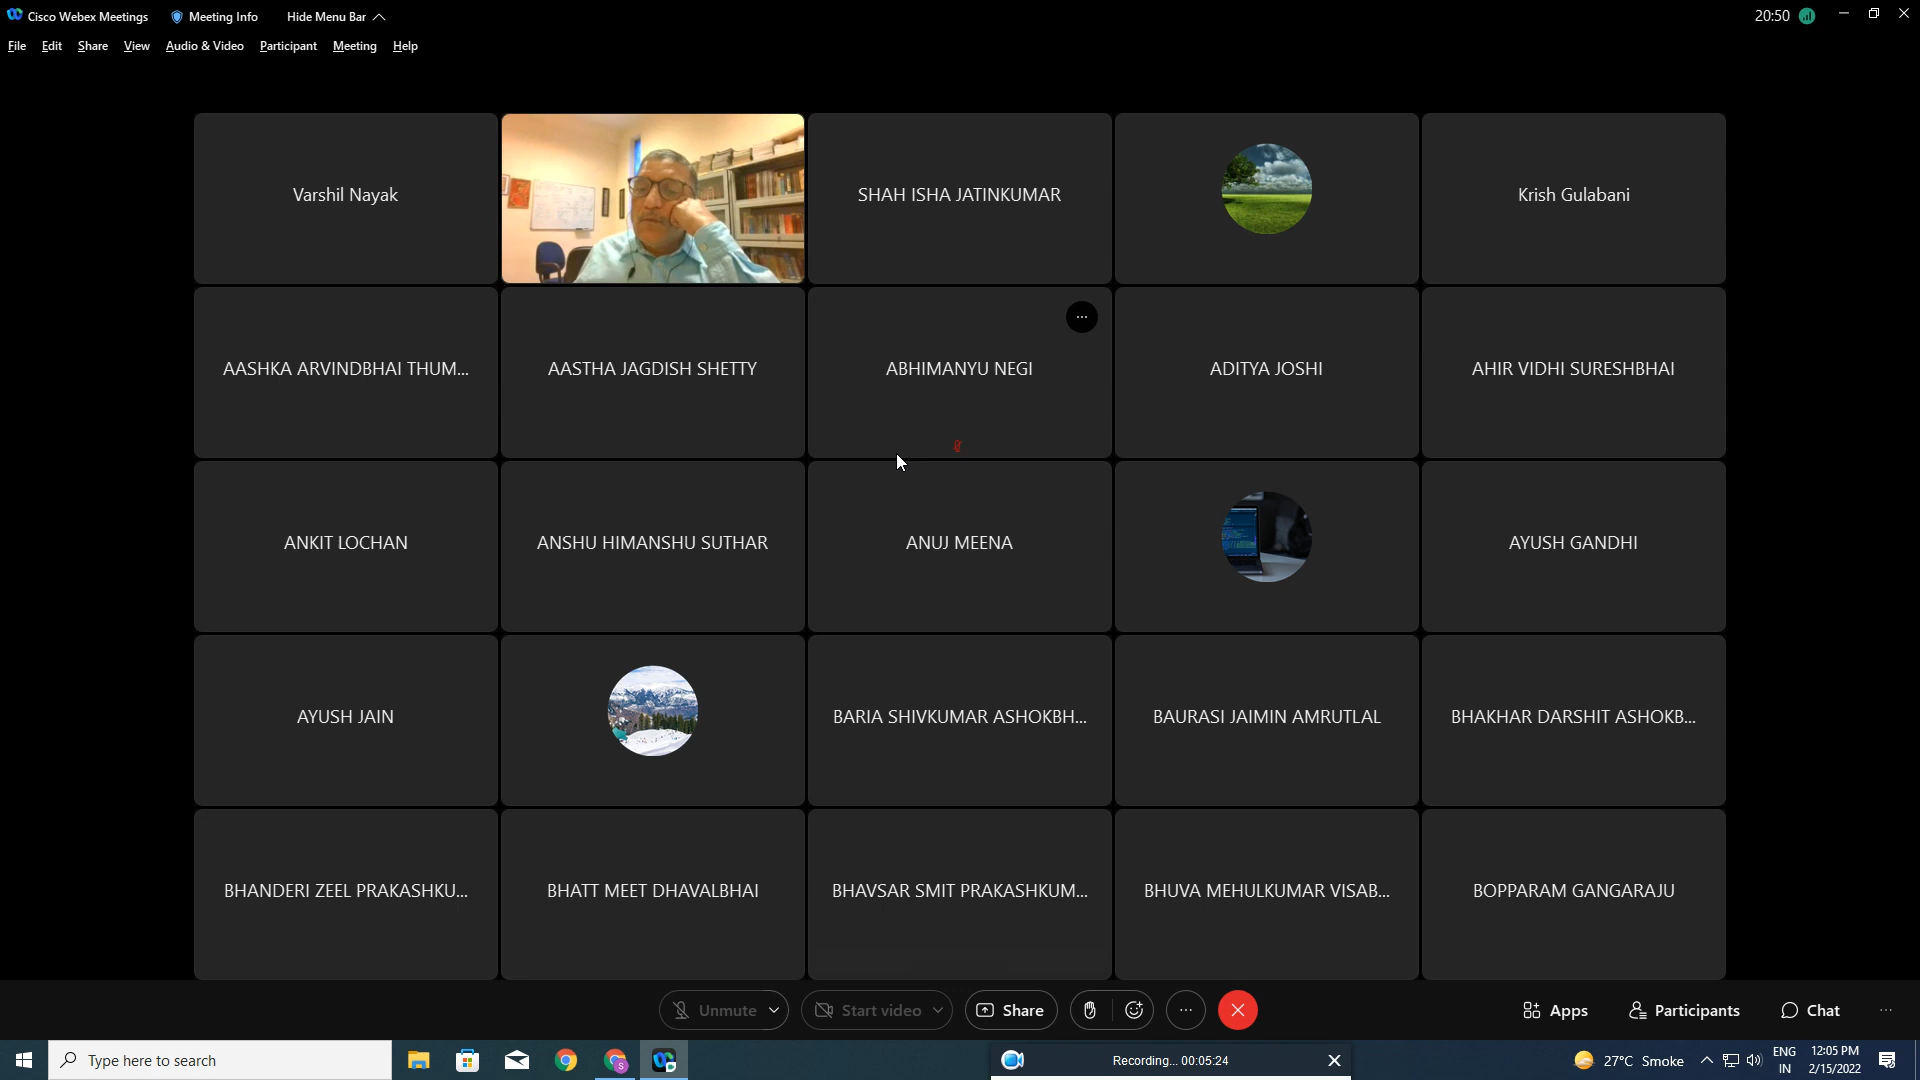 Cisco Webex Meetings Meeting Info Hide Menu Bar 20:50
File Edit Share View Audio & Video Participant Meeting Help
Varshil Nayak SHAH ISHA JATINKUMAR Krish Gulabani
AASHKA ARVINDBHAI THUM... AASTHA JAGDISH SHETTY ABHIMANYU NEGI ADITYA JOSHI AHIR VIDHI SURESHBHAI
ANKIT LOCHAN ANSHU HIMANSHU SUTHAR ANUJ MEENA AYUSH GANDHI
AYUSH JAIN BARIA SHIVKUMAR ASHOKBH... BAURASI JAIMIN AMRUTLAL BHAKHAR DARSHIT ASHOKB...
BHANDERI ZEEL PRAKASHKU... BHATT MEET DHAVALBHAI BHAVSAR SMIT PRAKASHKUM... BHUVA MEHULKUMAR VISAB... BOPPARAM GANGARAJU
Unmute Start video Share Apps Participants Chat
Type here to search Recording... 00:05:24 27°C Smoke ENG IN 12:05 PM 2/15/2022